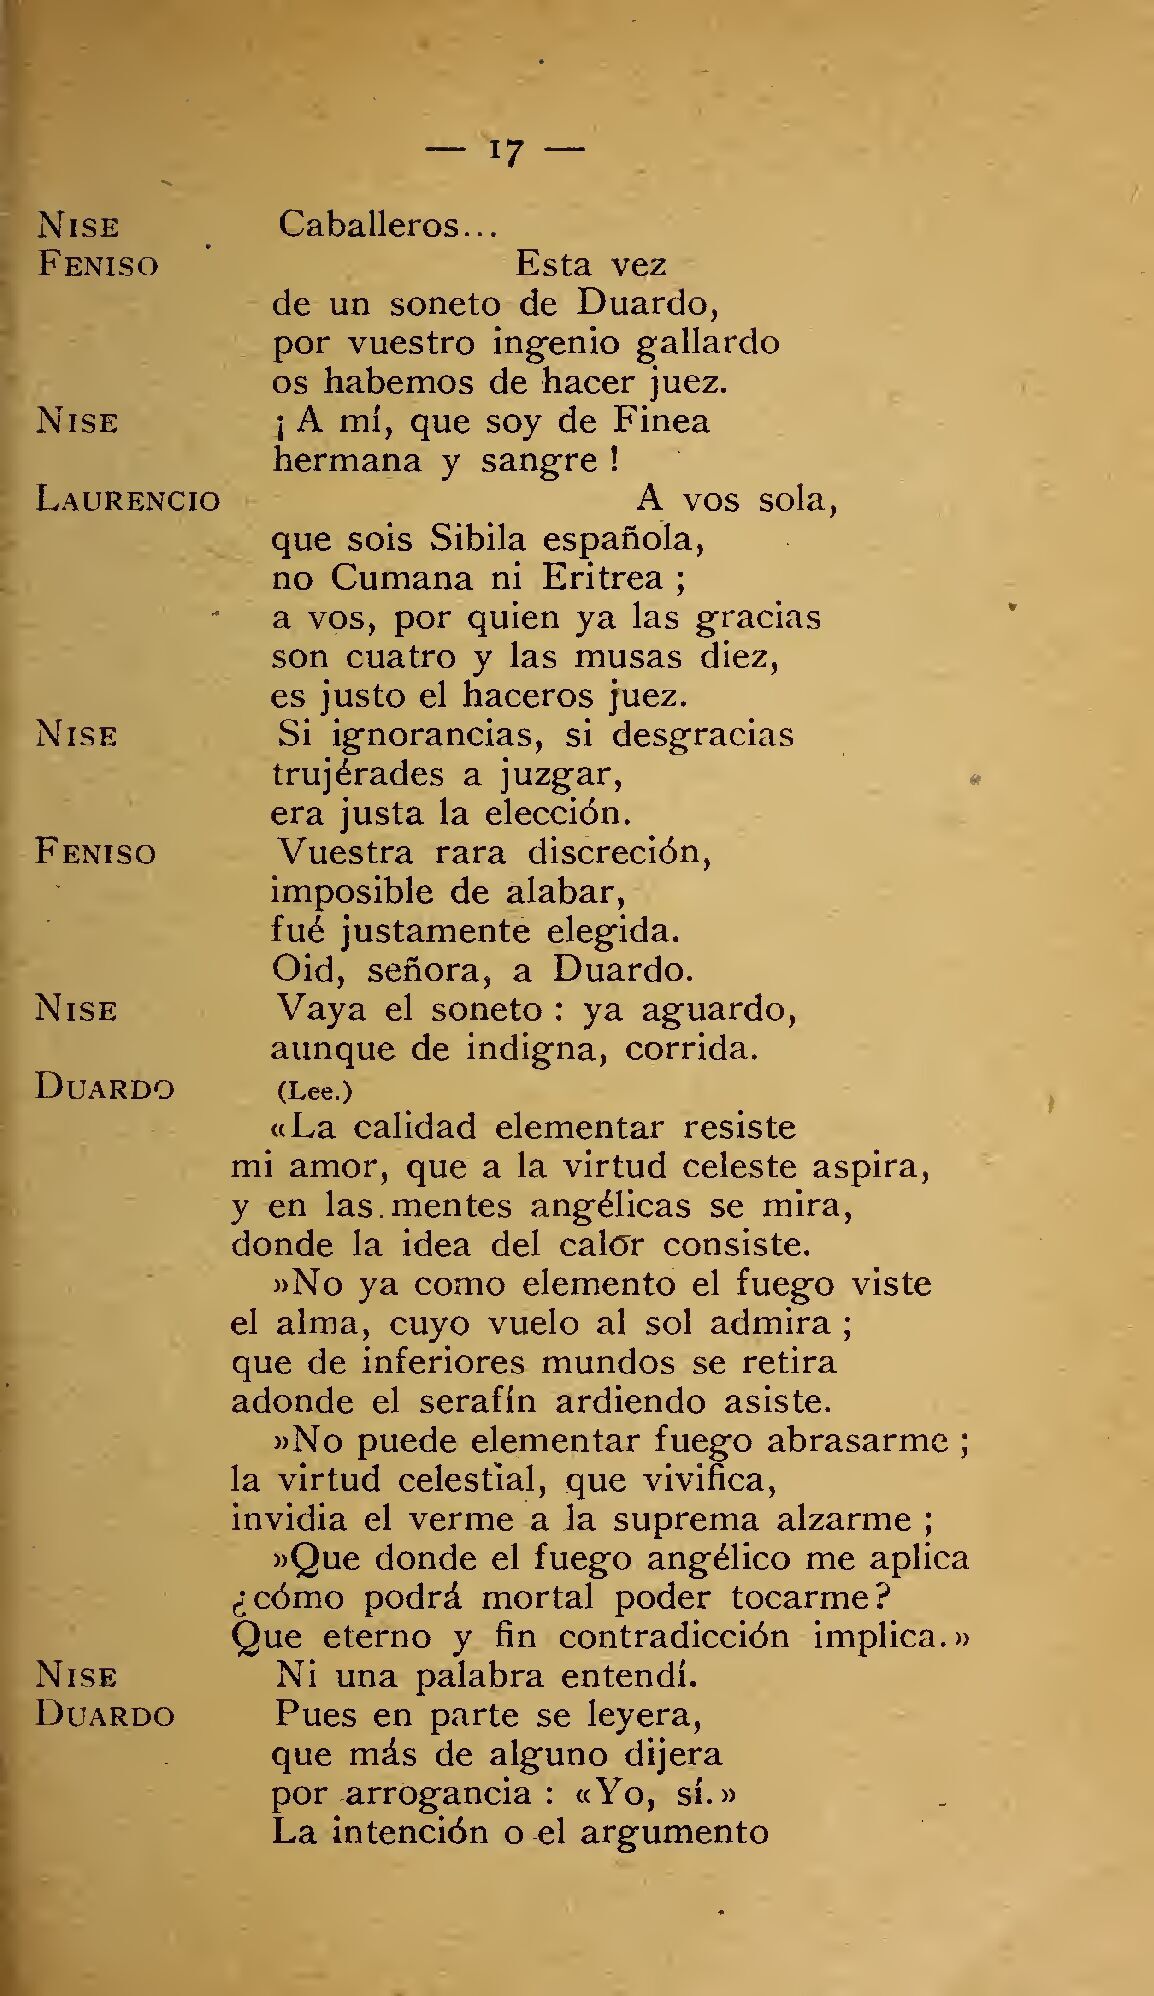 — 17 —
NISE Caballeros...
FENISO Esta vez
de un soneto de Duardo,
por vuestro ingenio gallardo
os habemos de hacer juez.
NISE ¡A mí, que soy de Finea
hermana y sangre!
LAURENCIO A vos sola,
que sois Sibila española,
no Cumana ni Eritrea;
a vos, por quien ya las gracias
son cuatro y las musas diez,
es justo el haceros juez.
NISE Si ignorancias, si desgracias
trujérades a juzgar,
era justa la elección.
FENISO Vuestra rara discreción,
imposible de alabar,
fué justamente elegida.
Oid, señora, a Duardo.
NISE Vaya el soneto: ya aguardo,
aunque de indigna, corrida.
DUARDO (Lee.)
«La calidad elementar resiste
mi amor, que a la virtud celeste aspira,
y en las mentes angélicas se mira,
donde la idea del calor consiste.
»No ya como elemento el fuego viste
el alma, cuyo vuelo al sol admira;
que de inferiores mundos se retira
adonde el serafín ardiendo asiste.
»No puede elementar fuego abrasarme;
la virtud celestial, que vivifica,
invidia el verme a la suprema alzarme;
»Que donde el fuego angélico me aplica
¿cómo podrá mortal poder tocarme?
Que eterno y fin contradicción implica.»
NISE Ni una palabra entendí.
DUARDO Pues en parte se leyera,
que más de alguno dijera
por arrogancia: «Yo, sí.»
La intención o el argumento